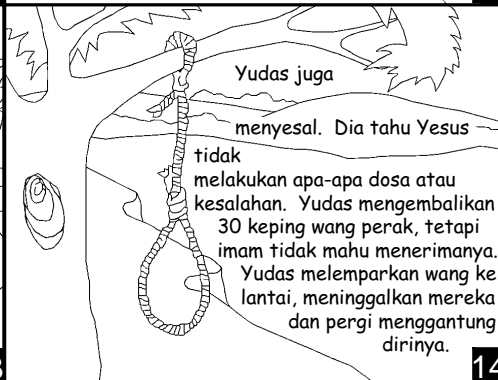 Yudas juga
menyesal. Dia tahu Yesus
tidak
melakukan apa-apa dosa atau
kesalahan. Yudas mengembalikan
30 keping wang perak, tetapi
imam tidak mahu menerimanya.
Yudas melemparkan wang ke
lantai, meninggalkan mereka
dan pergi menggantung
dirinya.